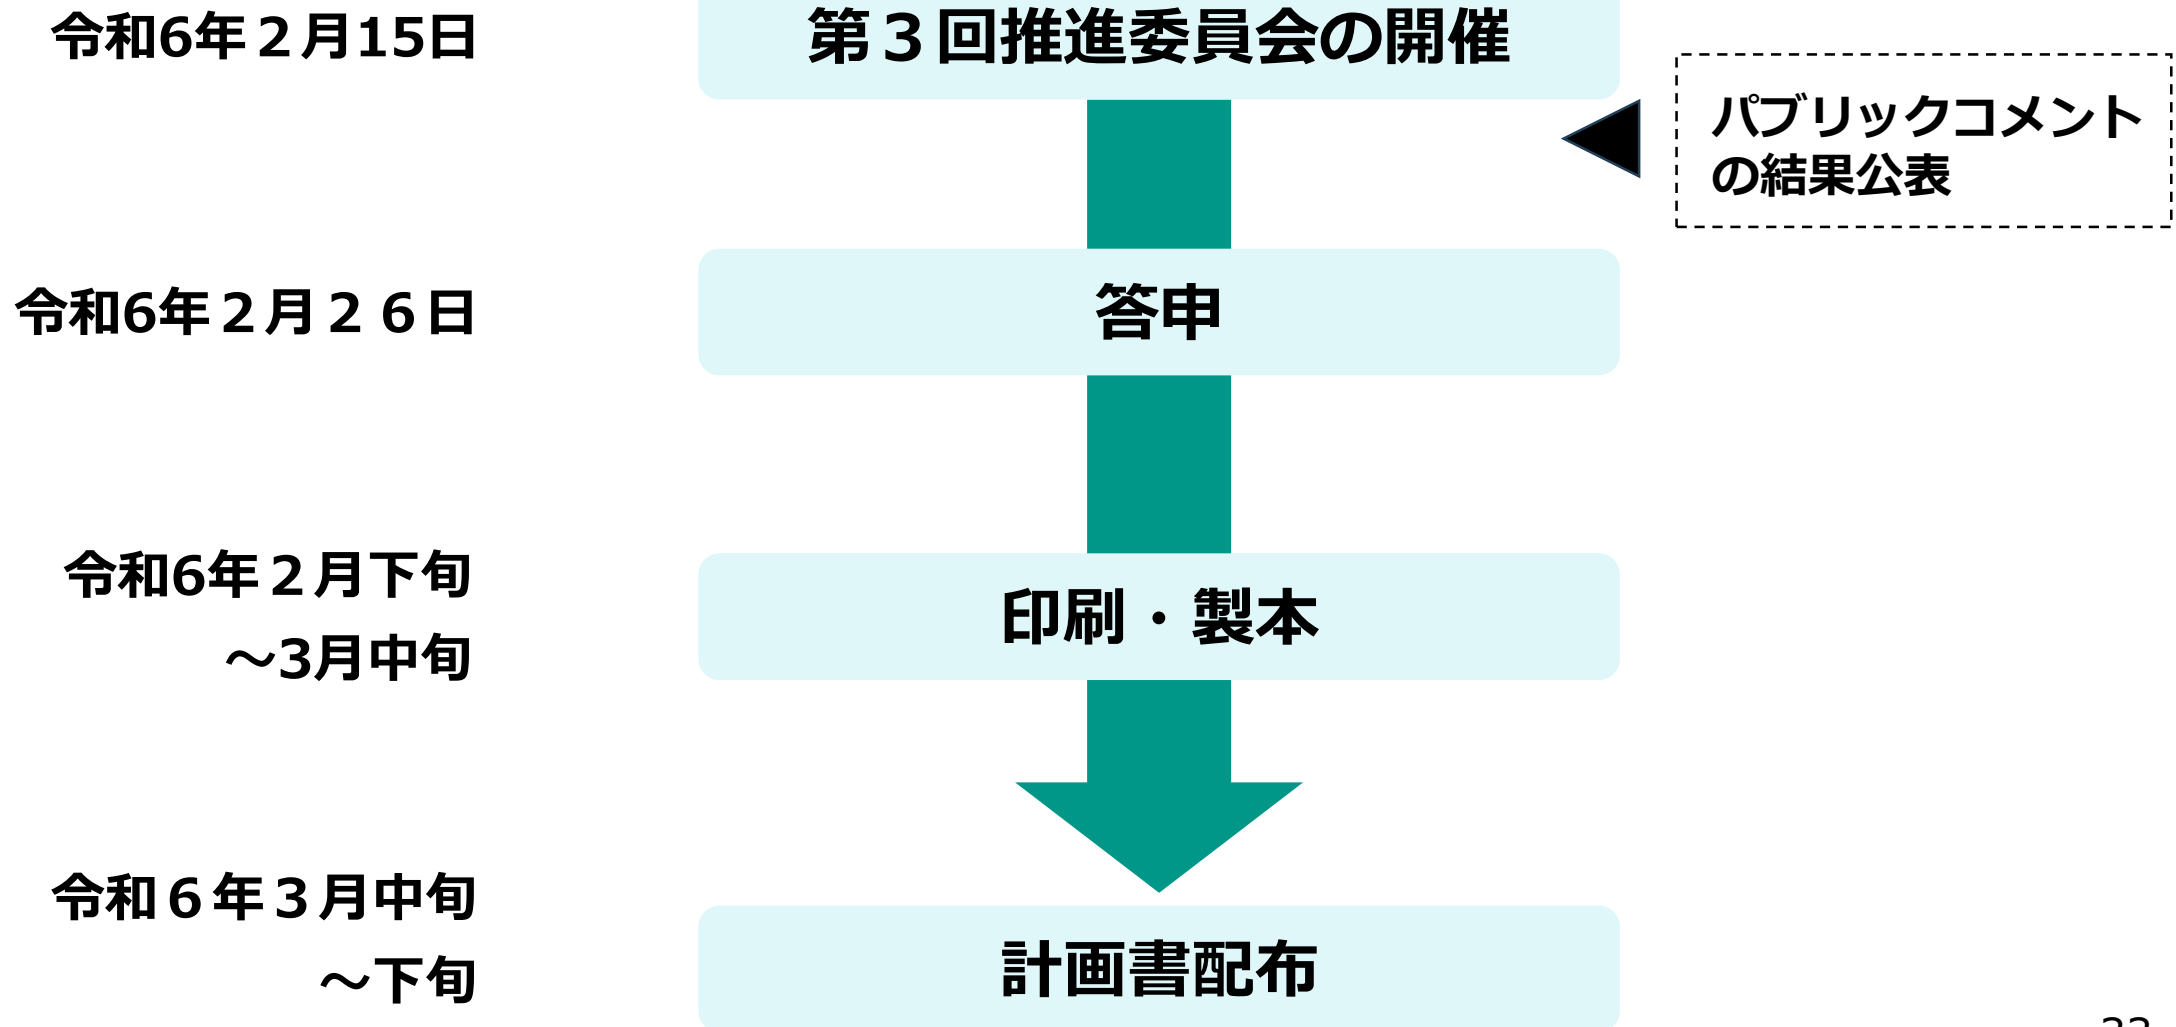 令和6年２月15日
第３回推進委員会の開催
パブリックコメント
の結果公表
令和6年２月２６日
答申
令和6年２月下旬
～3月中旬
印刷・製本
令和６年３月中旬
～下旬
計画書配布